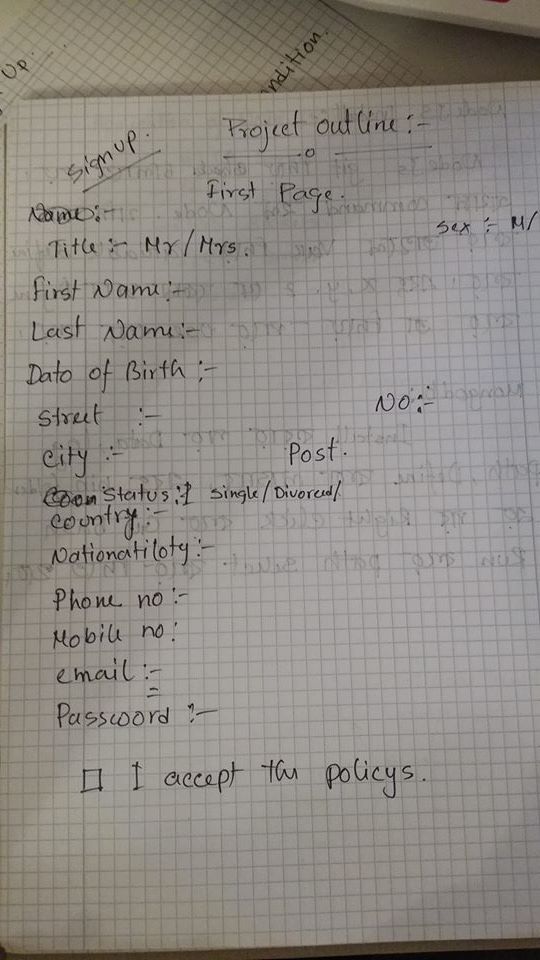 Up.
ndition.
Signup.
Project outline :-
First Page.
Name:-
Sex :- M/
Title :- Mr/Mrs.
First Name:-
Last Name:-
Dato of Birth :-
Street :-
No :-
City :-
Post.
Status :- Single/Divorced/
Country :-
Nationatiloty :-
Phone no :-
Mobile no :
email :-
Passcoord :-
☐ I accept the policys.